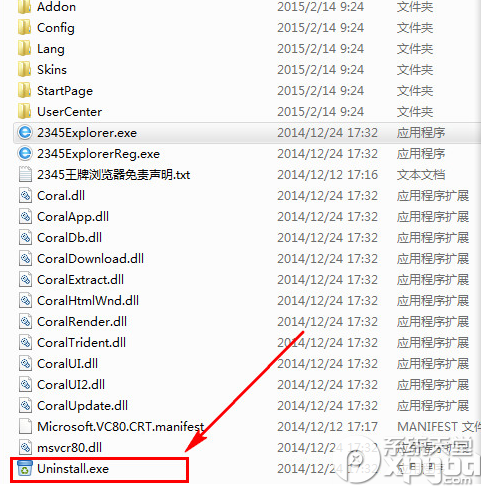 Addon 2015/2/14 9:24 文件夹
Config 2015/2/14 9:24 文件夹
Lang 2015/2/14 9:24 文件夹
Skins 2015/2/14 9:24 文件夹
StartPage 2015/2/14 9:24 文件夹
UserCenter 2015/2/14 9:24 文件夹
2345Explorer.exe 2014/12/24 17:32 应用程序
2345ExplorerReg.exe 2014/12/24 17:32 应用程序
2345王牌浏览器免责声明.txt 2014/12/12 17:16 文本文档
Coral.dll 2014/12/24 17:32 应用程序扩展
CoralApp.dll 2014/12/24 17:32 应用程序扩展
CoralDb.dll 2014/12/24 17:32 应用程序扩展
CoralDownload.dll 2014/12/24 17:32 应用程序扩展
CoralExtract.dll 2014/12/24 17:32 应用程序扩展
CoralHtmlWnd.dll 2014/12/24 17:32 应用程序扩展
CoralRender.dll 2014/12/24 17:32 应用程序扩展
CoralTrident.dll 2014/12/24 17:32 应用程序扩展
CoralUI.dll 2014/12/24 17:32 应用程序扩展
CoralUI2.dll 2014/12/24 17:32 应用程序扩展
CoralUpdate.dll 2014/12/24 17:32 应用程序扩展
Microsoft.VC80.CRT.manifest 2014/12/12 17:17 MANIFEST 文件
msvcr80.dll 2014/12/24 17:32
Uninstall.exe 2014/12/24 17:32
系统天堂